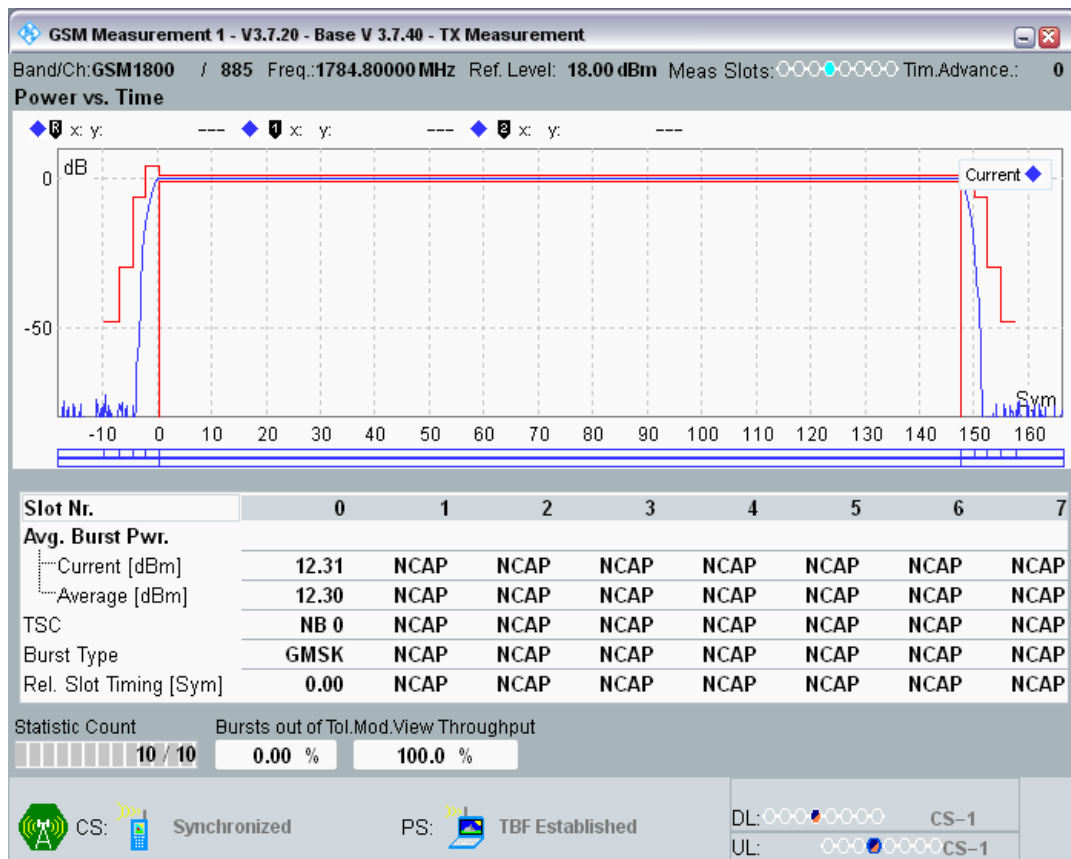 GSM Measurement 1 - V3.7.20 - Base V 3.7.40 - TX Measurement
Band/Ch:GSM1800 / 885 Freq.:1784.80000 MHz Ref. Level: 18.00 dBm Meas Slots: Tim.Advance.: 0
Power vs. Time
R x: y: --- 1 x: y: --- 2 x: y: ---
dB
Current
0
-50
Sym
-10 0 10 20 30 40 50 60 70 80 90 100 110 120 130 140 150 160
Slot Nr. 0 1 2 3 4 5 6 7
Avg. Burst Pwr.
Current [dBm] 12.31 NCAP NCAP NCAP NCAP NCAP NCAP NCAP
Average [dBm] 12.30 NCAP NCAP NCAP NCAP NCAP NCAP NCAP
TSC NB 0 NCAP NCAP NCAP NCAP NCAP NCAP NCAP
Burst Type GMSK NCAP NCAP NCAP NCAP NCAP NCAP NCAP
Rel. Slot Timing [Sym] 0.00 NCAP NCAP NCAP NCAP NCAP NCAP NCAP
Statistic Count Bursts out of Tol.Mod.View Throughput
10 / 10 0.00 % 100.0 %
CS: Synchronized PS: TBF Established
DL: CS-1
UL: CS-1